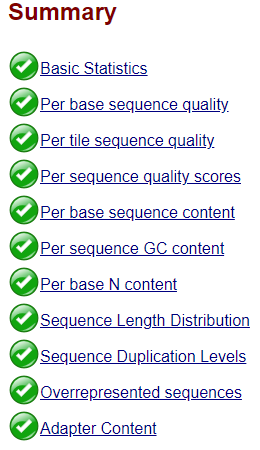 Summary
Basic Statistics
Per base sequence quality
Per tile sequence quality
Per sequence quality scores
Per base sequence content
Per sequence GC content
Per base N content
Sequence Length Distribution
Sequence Duplication Levels
Overrepresented sequences
Adapter Content